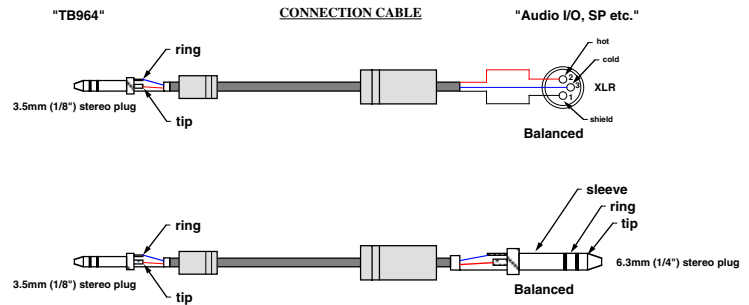 "TB964"
CONNECTION CABLE
"Audio I/O, SP etc."
ring
3.5mm (1/8") stereo plug
tip
hot
cold
2
3
1
XLR
shield
Balanced
ring
3.5mm (1/8") stereo plug
tip
sleeve
ring
tip
6.3mm (1/4") stereo plug
Balanced